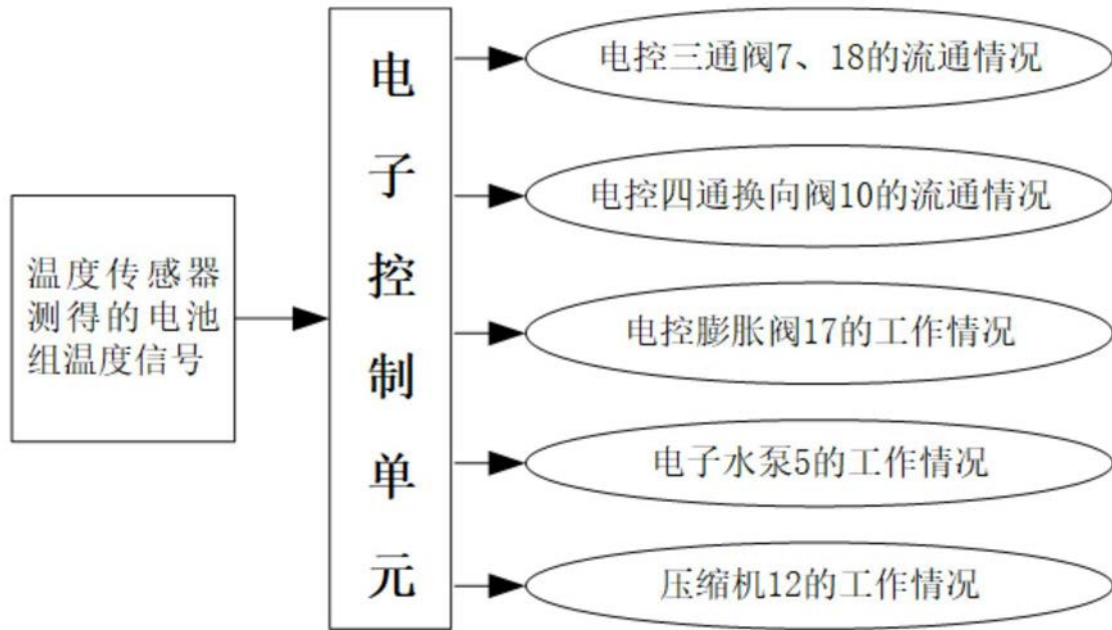 温度传感器
测得的电池
组温度信号
电
子
控
制
单
元
电控三通阀7、18的流通情况
电控四通换向阀10的流通情况
电控膨胀阀17的工作情况
电子水泵5的工作情况
压缩机12的工作情况